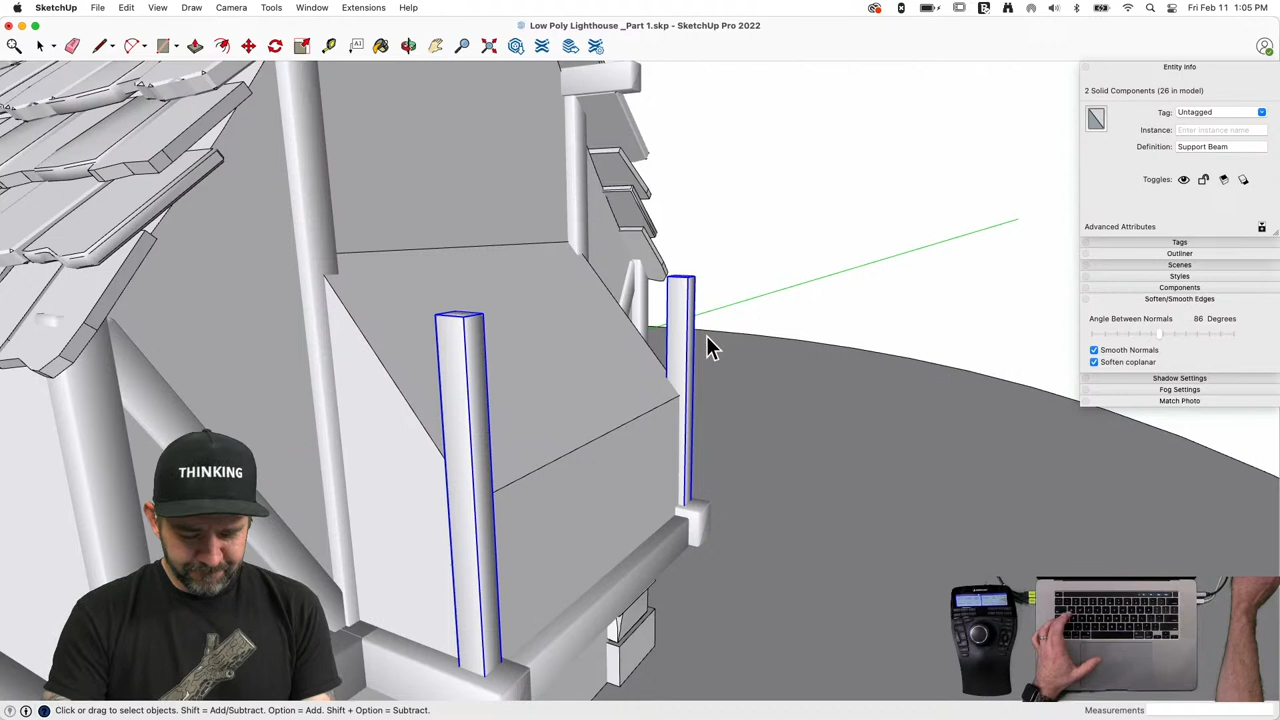 SketchUp File Edit View Draw Camera Tools Window Extensions Help Fri Feb 11 1:05 PM
Low Poly Lighthouse _Part 1.skp - SketchUp Pro 2022
Entity Info
2 Solid Components (26 in model)
Tag: Untagged
Instance: Enter instance name
Definition: Support Beam
Toggles:
Advanced Attributes
Tags
Outliner
Scenes
Styles
Components
Soften/Smooth Edges
Angle Between Normals 86 Degrees
Smooth Normals
Soften coplanar
Shadow Settings
Fog Settings
Match Photo
THINKING
Click or drag to select objects. Shift = Add/Subtract. Option = Add. Shift + Option = Subtract. Measurements